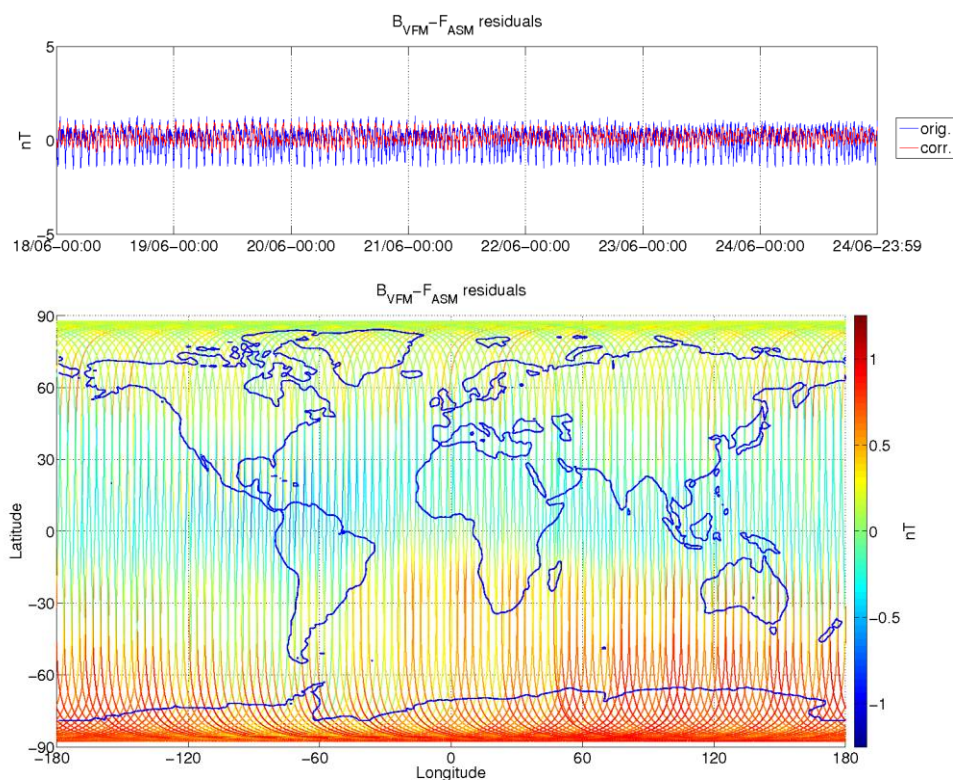 B_VFM−F_ASM residuals
5
0
−5
nT
18/06−00:00 19/06−00:00 20/06−00:00 21/06−00:00 22/06−00:00 23/06−00:00 24/06−00:00 24/06−23:59
orig.
corr.
B_VFM−F_ASM residuals
90
60
30
0
−30
−60
−90
Latitude
−180 −120 −60 0 60 120 180
Longitude
1
0.5
0
−0.5
−1
nT